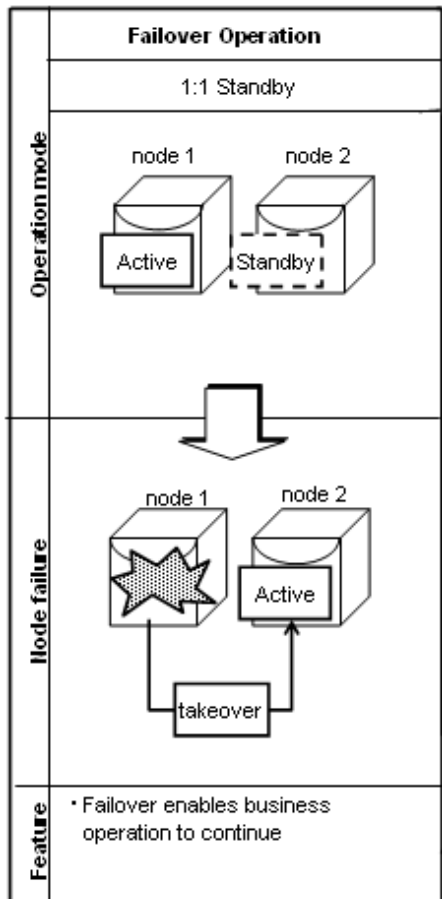 Failover Operation
1:1 Standby
Operation mode
node 1
node 2
Active
Standby
Node failure
node 1
node 2
Active
takeover
Feature
・Failover enables business
operation to continue